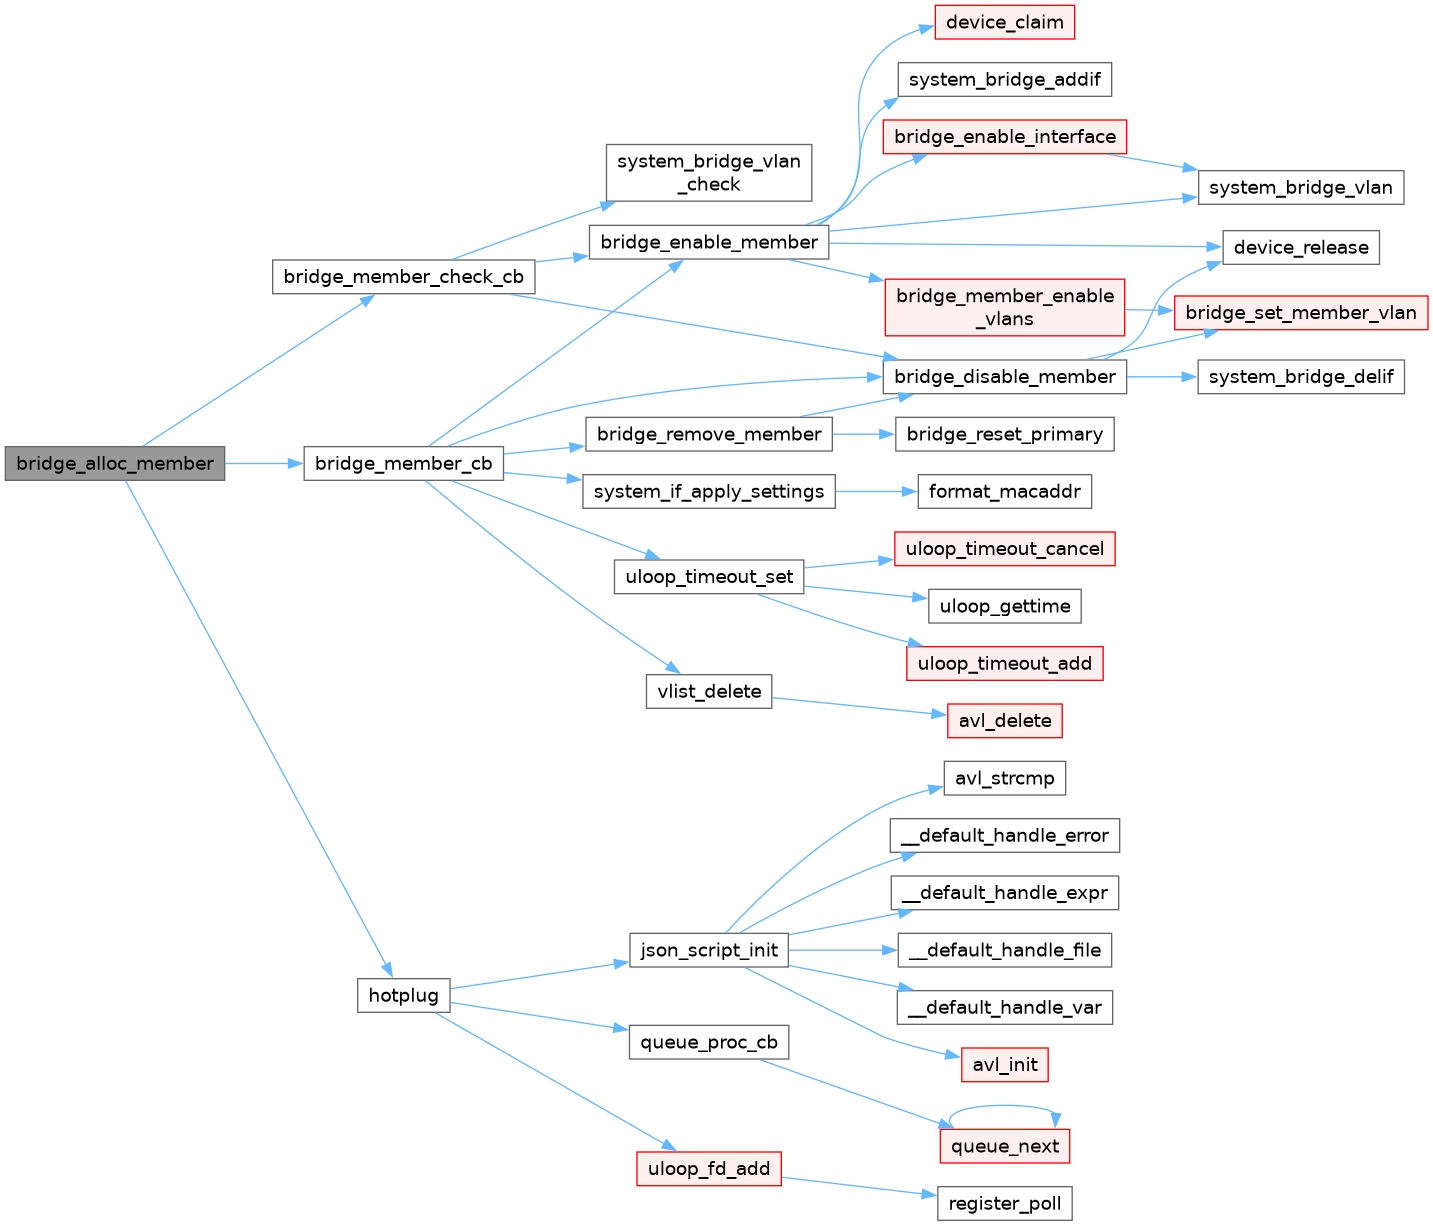 bridge_alloc_member
bridge_member_check_cb
system_bridge_vlan
_check
bridge_enable_member
device_claim
system_bridge_addif
bridge_enable_interface
system_bridge_vlan
device_release
bridge_member_enable
_vlans
bridge_set_member_vlan
bridge_disable_member
system_bridge_delif
bridge_member_cb
bridge_remove_member
bridge_reset_primary
system_if_apply_settings
format_macaddr
uloop_timeout_set
uloop_timeout_cancel
uloop_gettime
uloop_timeout_add
vlist_delete
avl_delete
hotplug
json_script_init
avl_strcmp
__default_handle_error
__default_handle_expr
__default_handle_file
__default_handle_var
avl_init
queue_proc_cb
queue_next
uloop_fd_add
register_poll